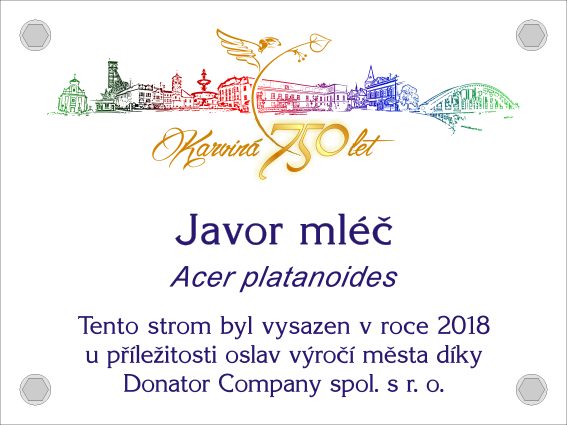 Karviná 750 let
Javor mléč
Acer platanoides
Tento strom byl vysazen v roce 2018
u příležitosti oslav výročí města díky
Donator Company spol. s r. o.